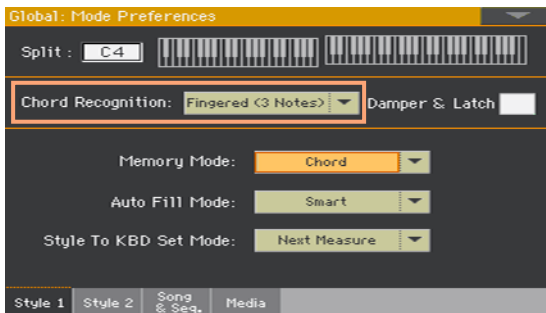 Global: Mode Preferences
Split : C4
Chord Recognition: Fingered (3 Notes) Damper & Latch
Memory Mode: Chord
Auto Fill Mode: Smart
Style To KBD Set Mode: Next Measure
Style 1 Style 2 Song & Seq. Media